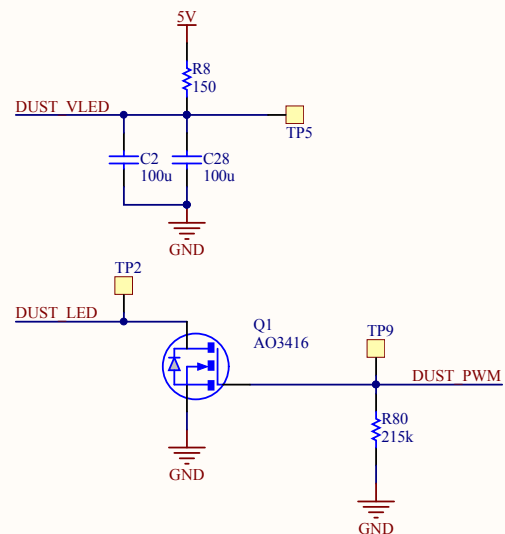 5V
R8
150
DUST_VLED
TP5
C2
100u
C28
100u
GND
TP2
DUST_LED
Q1
AO3416
TP9
DUST_PWM
R80
215k
GND
GND